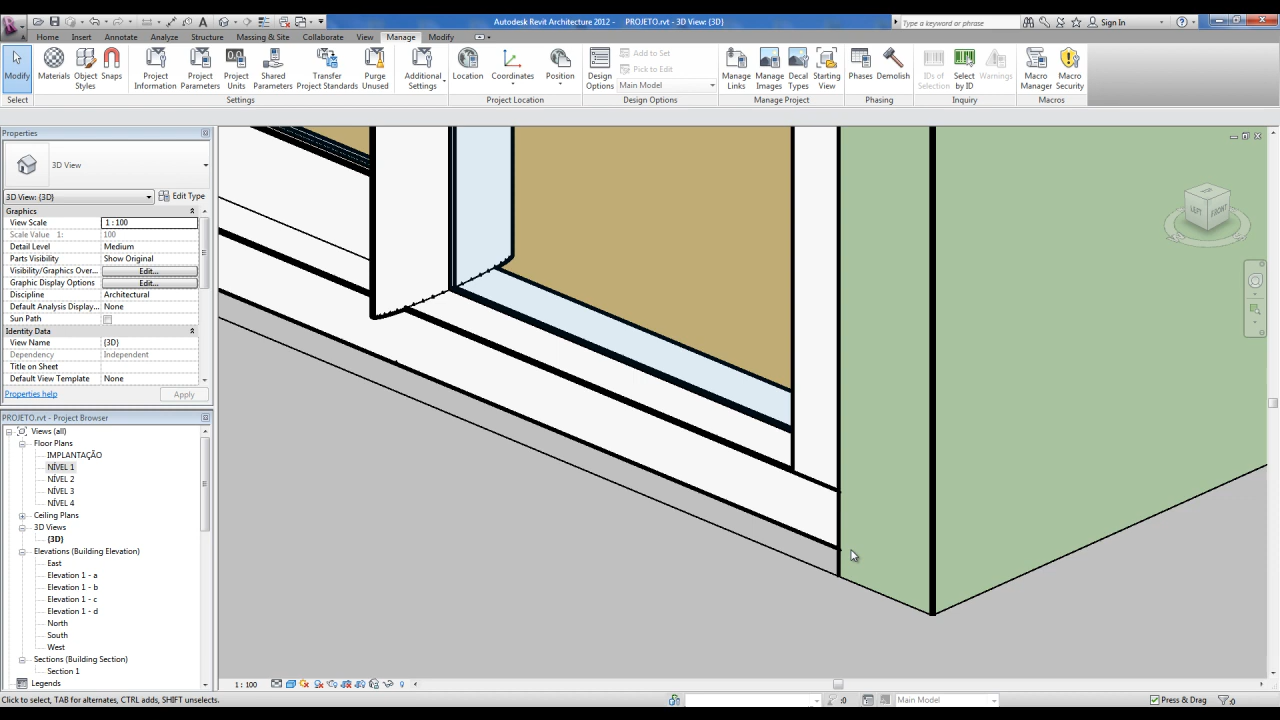 Autodesk Revit Architecture 2012 - PROJETO.rvt - 3D View: {3D}
Type a keyword or phrase
Sign In
Home Insert Annotate Analyze Structure Massing & Site Collaborate View Manage Modify
Modify
Materials
Object Styles
Snaps
Project Information
Project Parameters
Project Units
Shared Parameters
Transfer Project Standards
Purge Unused
Additional Settings
Location
Coordinates
Position
Design Options
Add to Set
Pick to Edit
Main Model
Manage Links
Manage Images
Decal Types
Starting View
Phases
Demolish
IDs of Selection
Select by ID
Warnings
Macro Manager
Macro Security
Select Settings Project Location Design Options Manage Project Phasing Inquiry Macros
Properties
3D View
3D View: {3D} Edit Type
Graphics
View Scale 1 : 100
Scale Value 1: 100
Detail Level Medium
Parts Visibility Show Original
Visibility/Graphics Over... Edit...
Graphic Display Options Edit...
Discipline Architectural
Default Analysis Display... None
Sun Path
Identity Data
View Name {3D}
Dependency Independent
Title on Sheet
Default View Template None
Properties help Apply
PROJETO.rvt - Project Browser
Views (all)
Floor Plans
IMPLANTAÇÃO
NÍVEL 1
NÍVEL 2
NÍVEL 3
NÍVEL 4
Ceiling Plans
3D Views
{3D}
Elevations (Building Elevation)
East
Elevation 1 - a
Elevation 1 - b
Elevation 1 - c
Elevation 1 - d
North
South
West
Sections (Building Section)
Section 1
Legends
TOP
LEFT FRONT
1 : 100
Click to select, TAB for alternates, CTRL adds, SHIFT unselects.
:0 Main Model Press & Drag :0